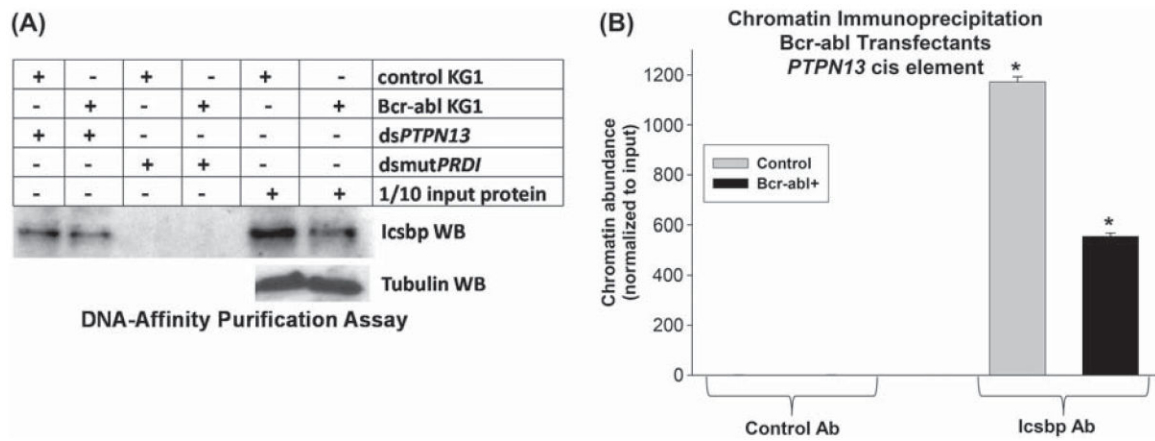 (A)
+ - + - + - control KG1
- + - + - + Bcr-abl KG1
+ + - - - - dsPTPN13
- - + + - - dsmutPRDI
- - - - + + 1/10 input protein
Icsbp WB
Tubulin WB
DNA-Affinity Purification Assay
(B)
Chromatin Immunoprecipitation
Bcr-abl Transfectants
PTPN13 cis element
Chromatin abundance
(normalized to input)
1200
1000
800
600
400
200
0
Control
Bcr-abl+
*
*
Control Ab
Icsbp Ab